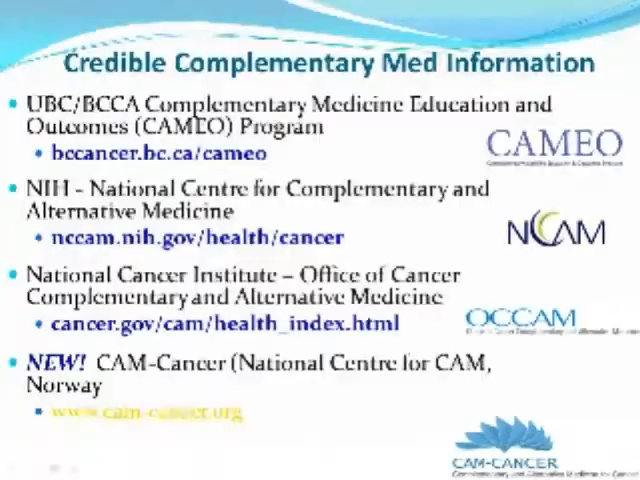 Credible Complementary Med Information
UBC/BCCA Complementary Medicine Education and
Outcomes (CAMEO) Program
bccancer.bc.ca/cameo
CAMEO
NIH - National Centre for Complementary and
Alternative Medicine
nccam.nih.gov/health/cancer
NCCAM
National Cancer Institute – Office of Cancer
Complementary and Alternative Medicine
cancer.gov/cam/health_index.html
OCCAM
NEW! CAM-Cancer (National Centre for CAM,
Norway
www.cam-cancer.org
CAM-CANCER